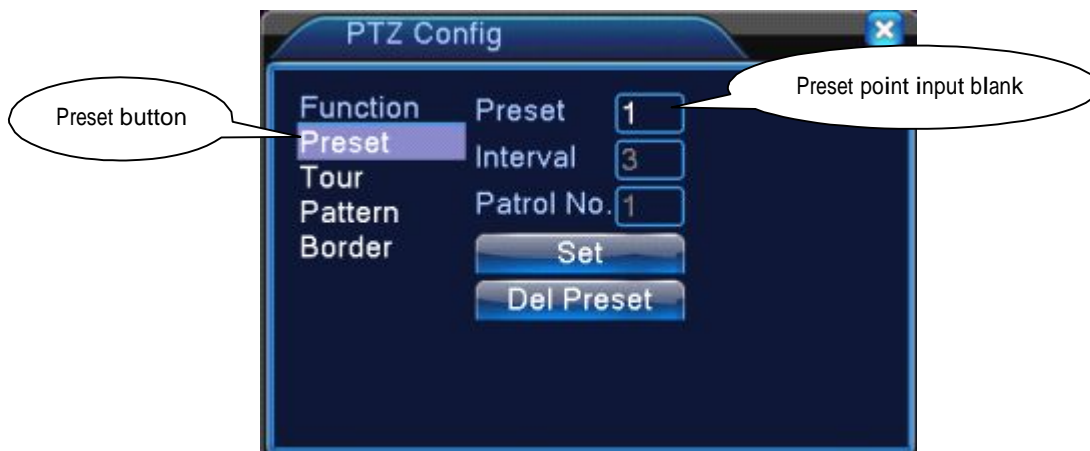 PTZ Config
Preset button
Preset point input blank
Function
Preset
Tour
Pattern
Border
Preset 1
Interval 3
Patrol No. 1
Set
Del Preset